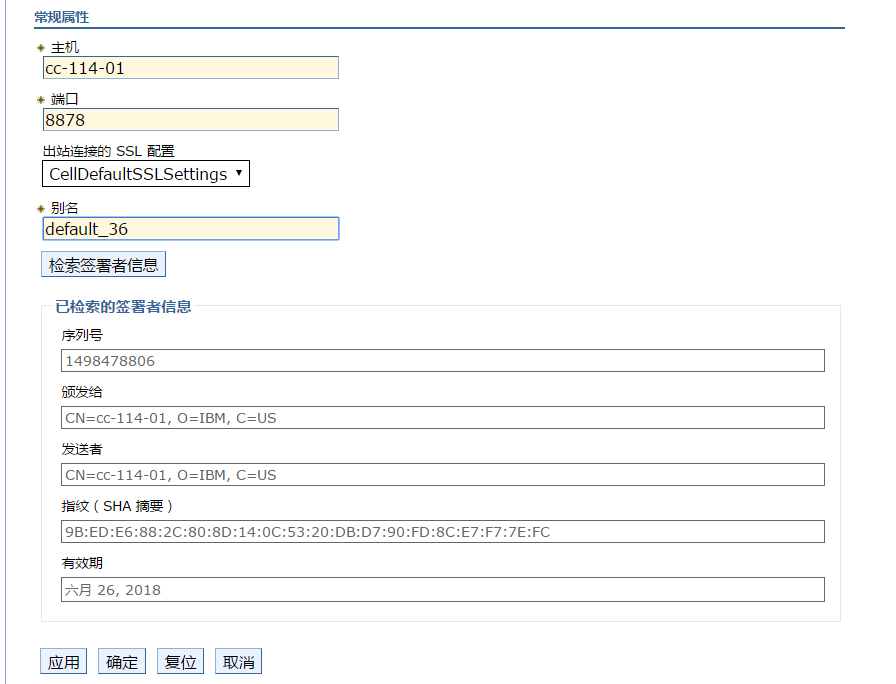 常规属性
主机
cc-114-01
端口
8878
出站连接的 SSL 配置
CellDefaultSSLSettings
别名
default_36
检索签署者信息
已检索的签署者信息
序列号
1498478806
颁发给
CN=cc-114-01, O=IBM, C=US
发送者
CN=cc-114-01, O=IBM, C=US
指纹（SHA 摘要）
9B:ED:E6:88:2C:80:8D:14:0C:53:20:DB:D7:90:FD:8C:E7:F7:7E:FC
有效期
六月 26, 2018
应用 确定 复位 取消